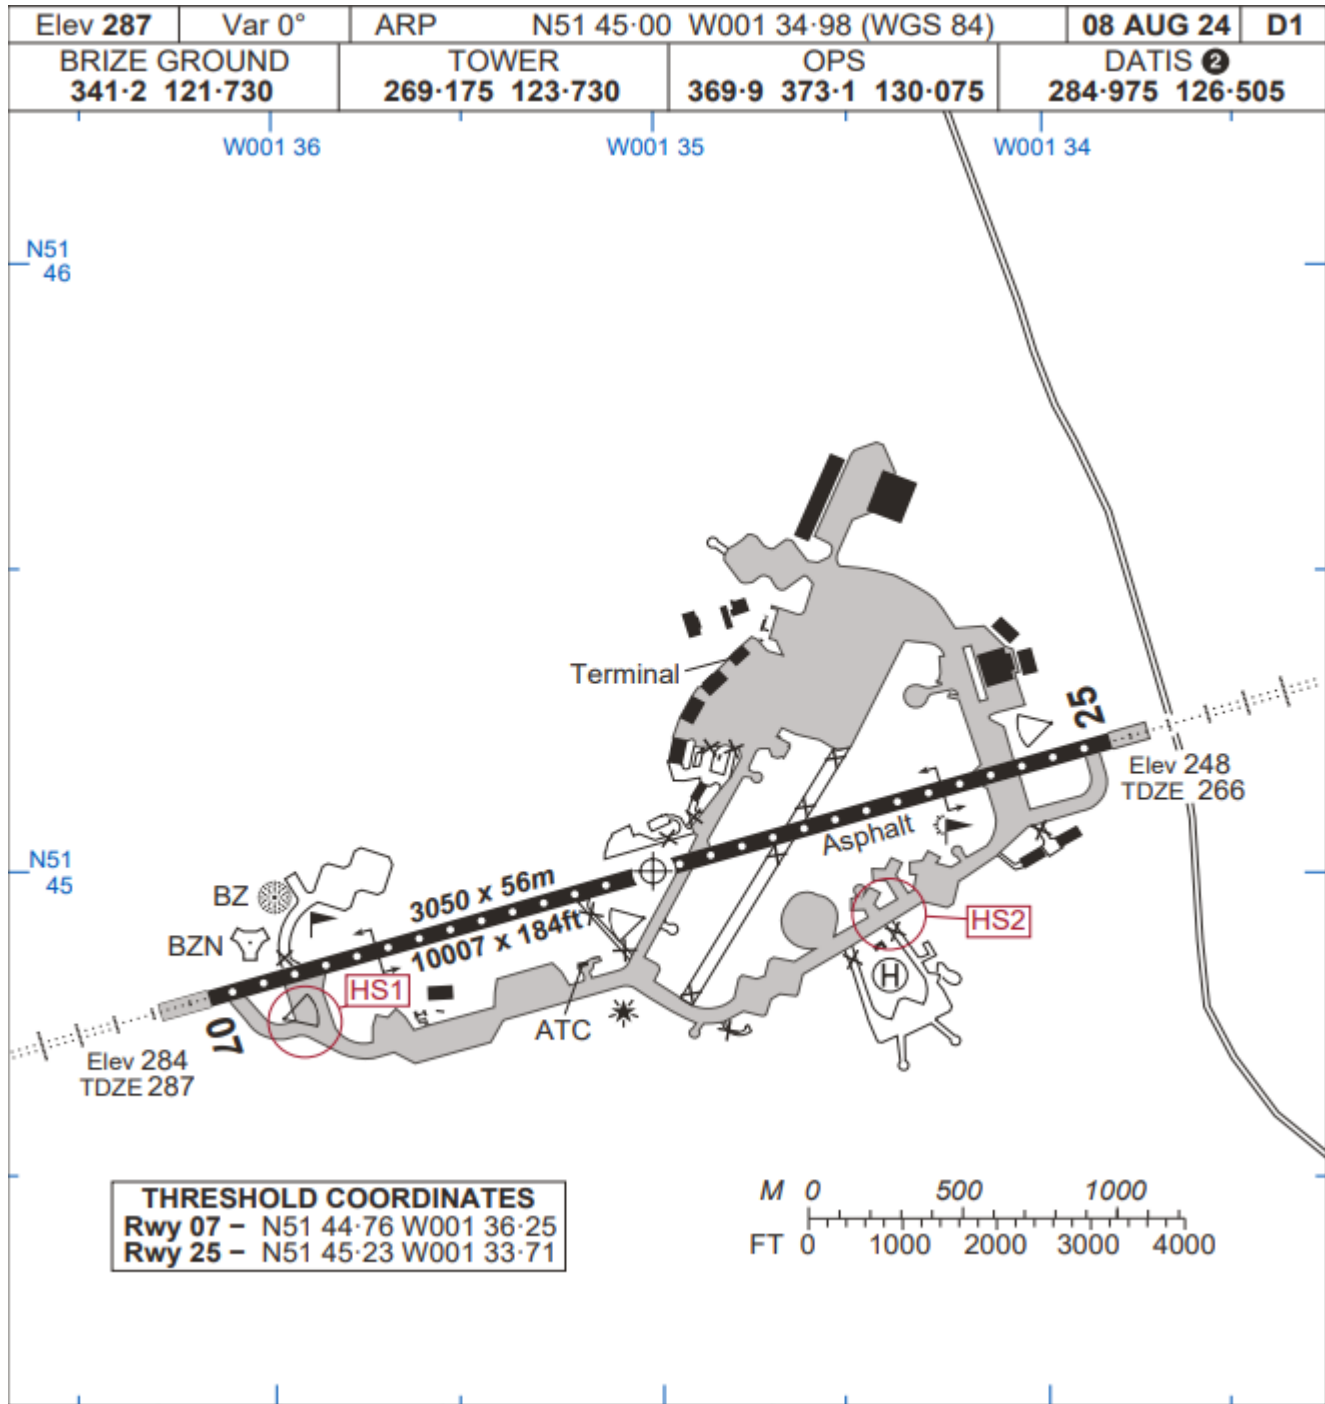 Elev 287 Var 0° ARP N51 45·00 W001 34·98 (WGS 84) 08 AUG 24 D1
BRIZE GROUND TOWER OPS DATIS ❷
341·2 121·730 269·175 123·730 369·9 373·1 130·075 284·975 126·505
W001 36 W001 35 W001 34
N51
46
Terminal
25
Elev 248
TDZE 266
Asphalt
N51
45
BZ
3050 x 56m
10007 x 184ft
HS2
BZN
H
HS1
ATC
07
Elev 284
TDZE 287
THRESHOLD COORDINATES
Rwy 07 – N51 44·76 W001 36·25
Rwy 25 – N51 45·23 W001 33·71
M 0 500 1000
FT 0 1000 2000 3000 4000